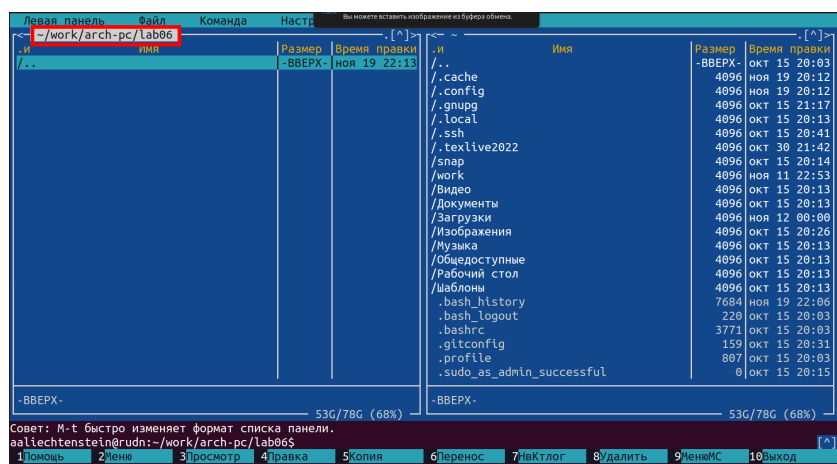 Левая панель Файл Команда Настр
Вы можете вставить изображение из буфера обмена.
<─ ~/work/arch-pc/lab06 .[^]>
.и Имя Размер Время правки
/.. -ВВЕРХ- ноя 19 22:13
-ВВЕРХ-
53G/78G (68%)
<─ ~ .[^]>
.и Имя Размер Время правки
/.. -ВВЕРХ- окт 15 20:03
/.cache 4096 ноя 19 20:12
/.config 4096 ноя 19 20:12
/.gnupg 4096 окт 15 21:17
/.local 4096 окт 15 20:13
/.ssh 4096 окт 15 20:41
/.texlive2022 4096 окт 30 21:42
/snap 4096 окт 15 20:14
/work 4096 ноя 11 22:53
/Видео 4096 окт 15 20:13
/Документы 4096 окт 15 20:13
/Загрузки 4096 ноя 12 00:00
/Изображения 4096 окт 15 20:26
/Музыка 4096 окт 15 20:13
/Общедоступные 4096 окт 15 20:13
/Рабочий стол 4096 окт 15 20:13
/Шаблоны 4096 окт 15 20:13
.bash_history 7684 ноя 19 22:06
.bash_logout 220 окт 15 20:03
.bashrc 3771 окт 15 20:03
.gitconfig 159 окт 15 20:31
.profile 807 окт 15 20:03
.sudo_as_admin_successful 0 окт 15 20:15
-ВВЕРХ-
53G/78G (68%)
Совет: M-t быстро изменяет формат списка панели.
aaliechtenstein@rudn:~/work/arch-pc/lab06$ [^]
1Помощь 2Меню 3Просмотр 4Правка 5Копия 6Перенос 7НвКтлог 8Удалить 9МенюMC 10Выход